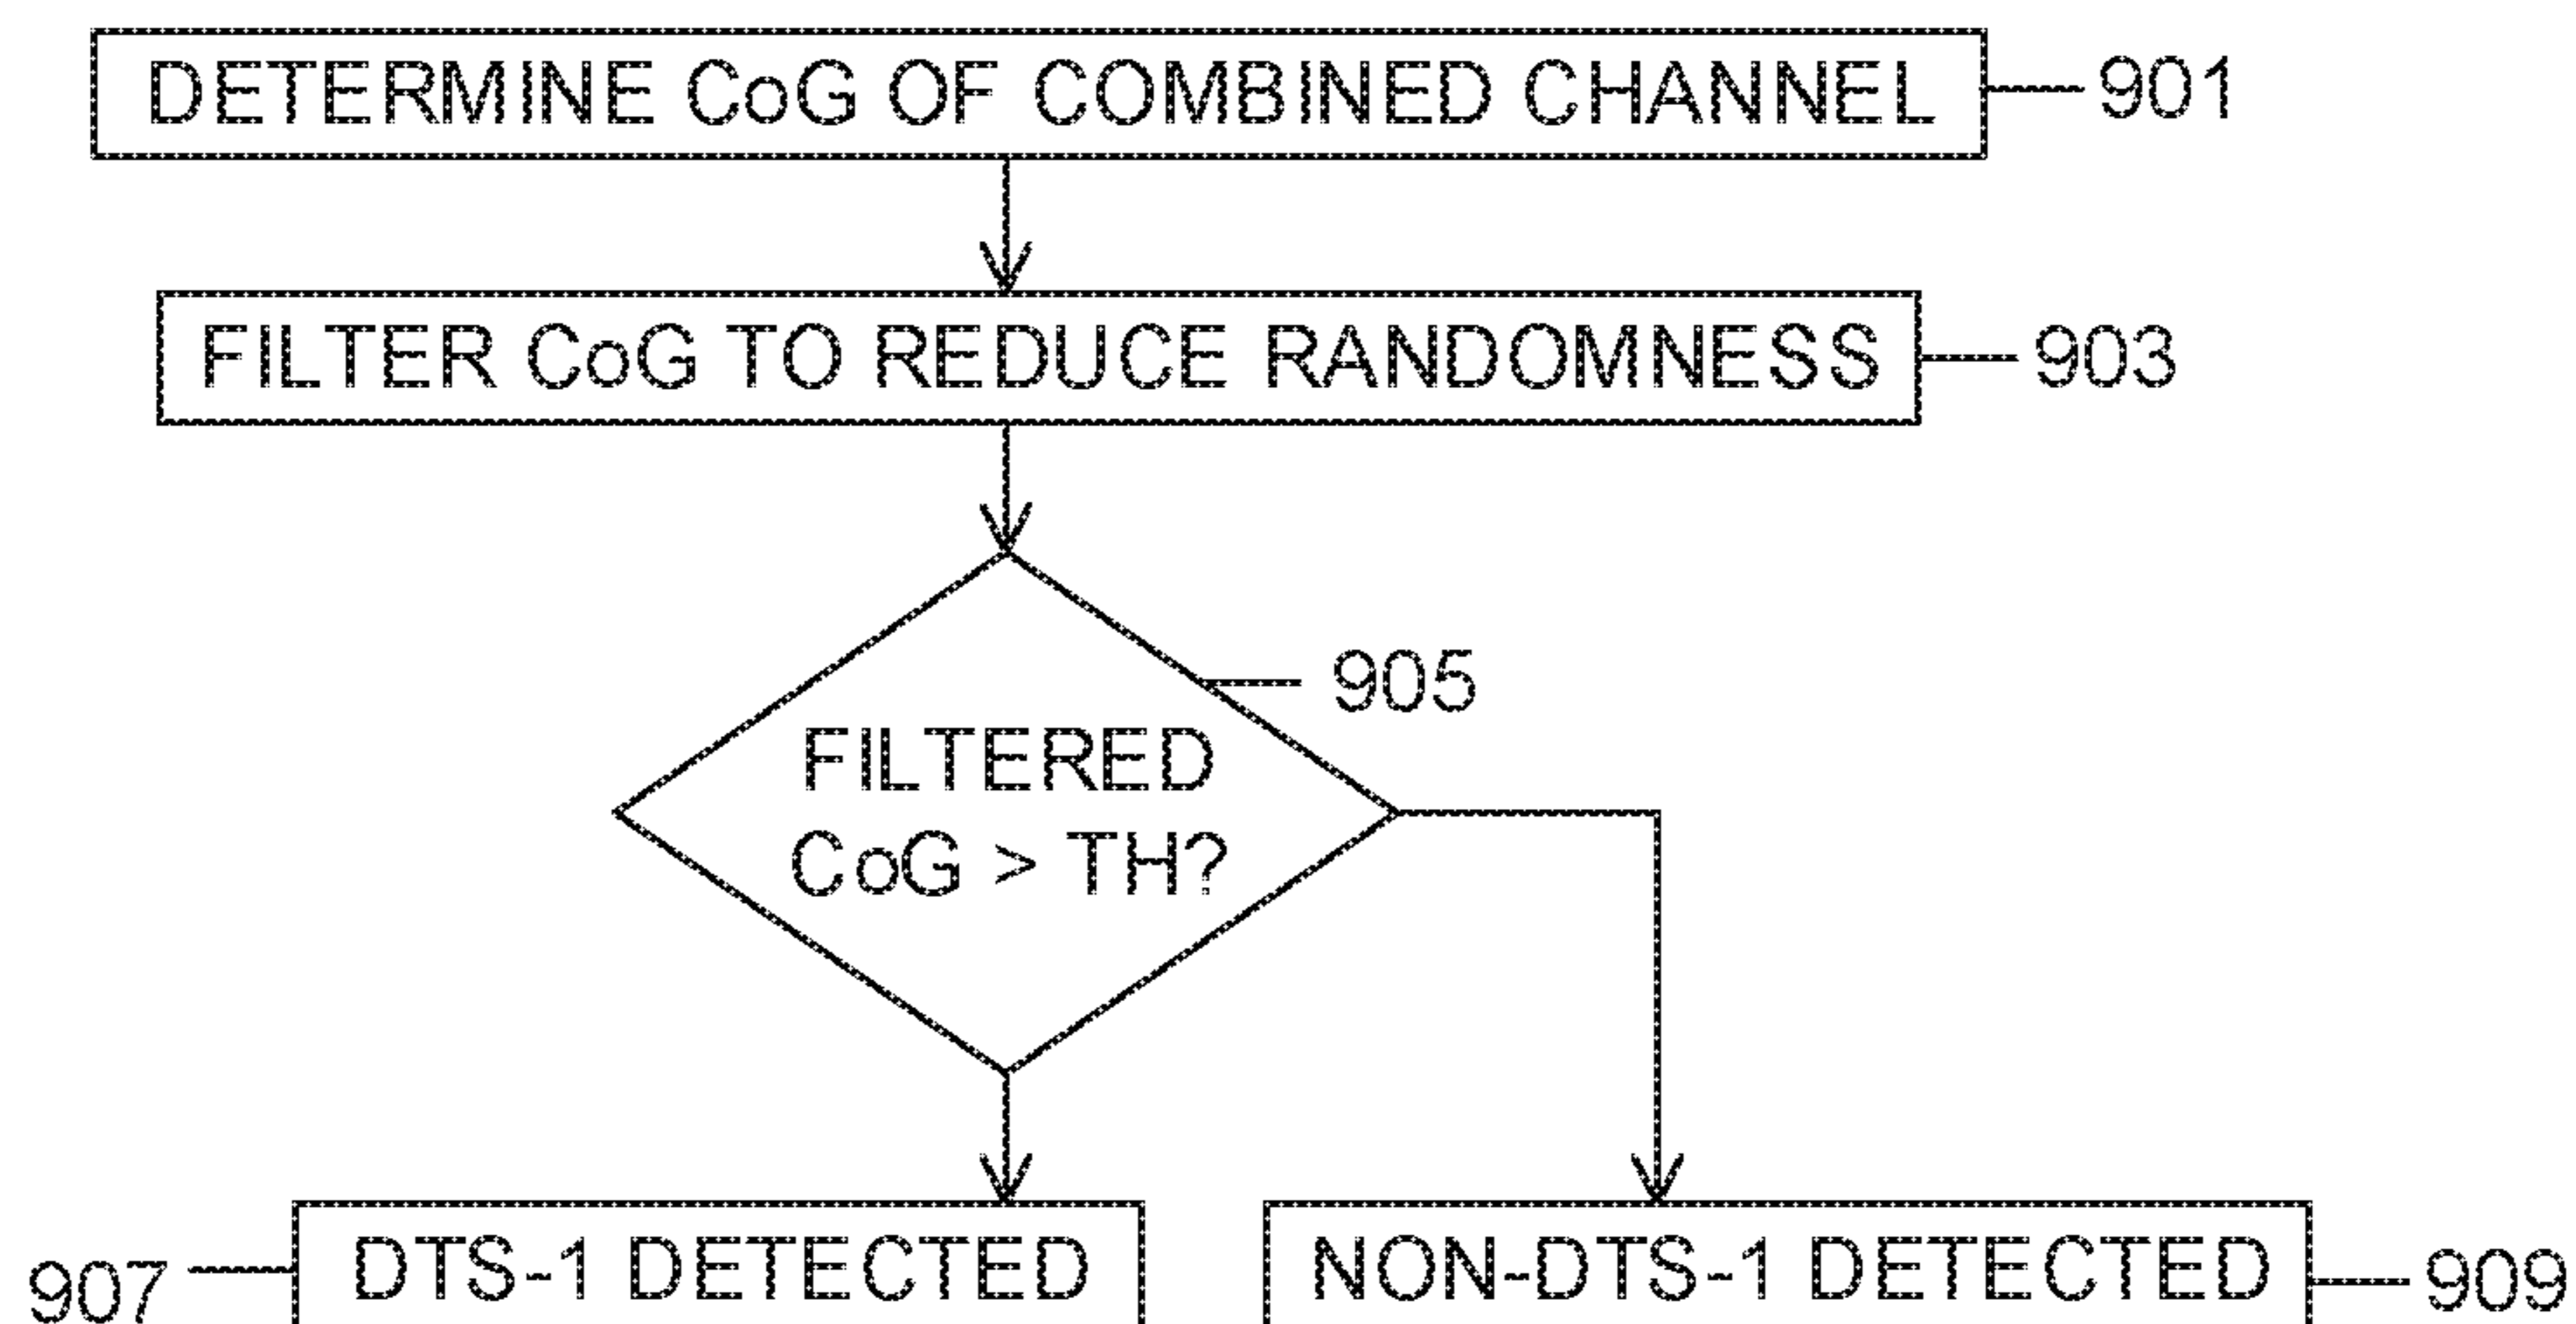 DETERMINE CoG OF COMBINED CHANNEL 901
FILTER CoG TO REDUCE RANDOMNESS 903
905
FILTERED
CoG > TH?
907 DTS-1 DETECTED NON-DTS-1 DETECTED 909